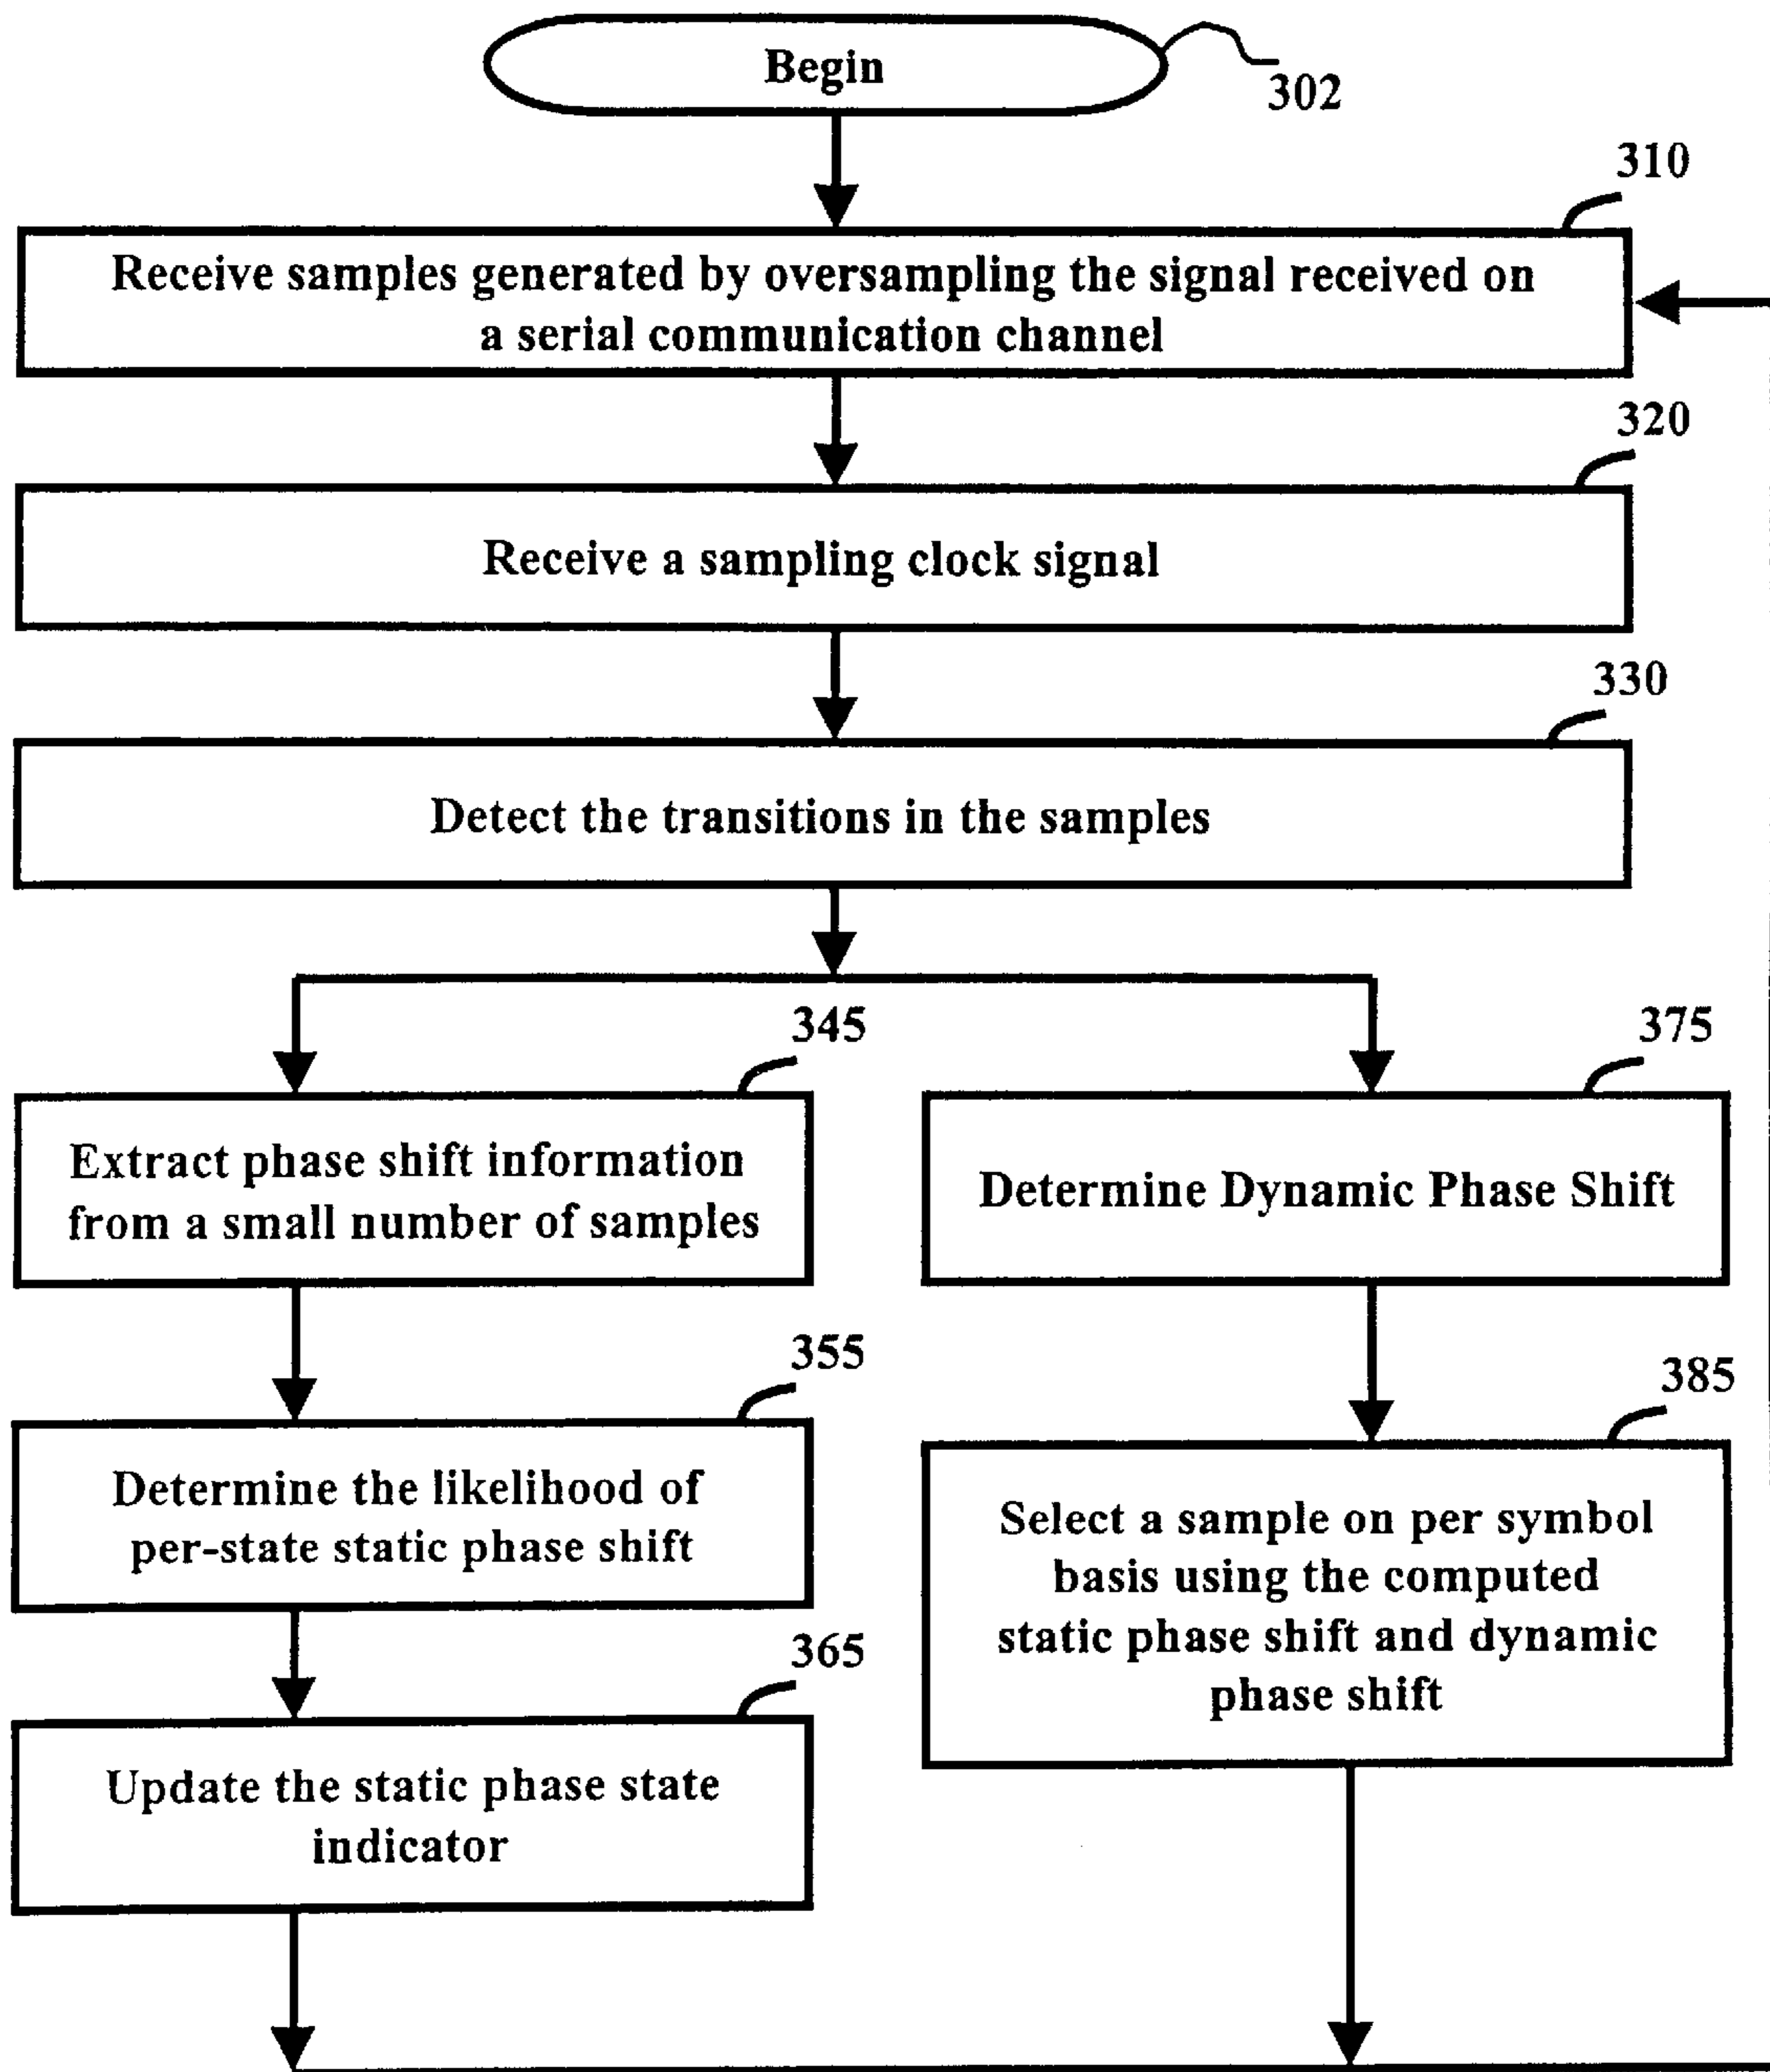 Begin
302
310
Receive samples generated by oversampling the signal received on
a serial communication channel
320
Receive a sampling clock signal
330
Detect the transitions in the samples
345
Extract phase shift information
from a small number of samples
355
Determine the likelihood of
per-state static phase shift
365
Update the static phase state
indicator
375
Determine Dynamic Phase Shift
385
Select a sample on per symbol
basis using the computed
static phase shift and dynamic
phase shift